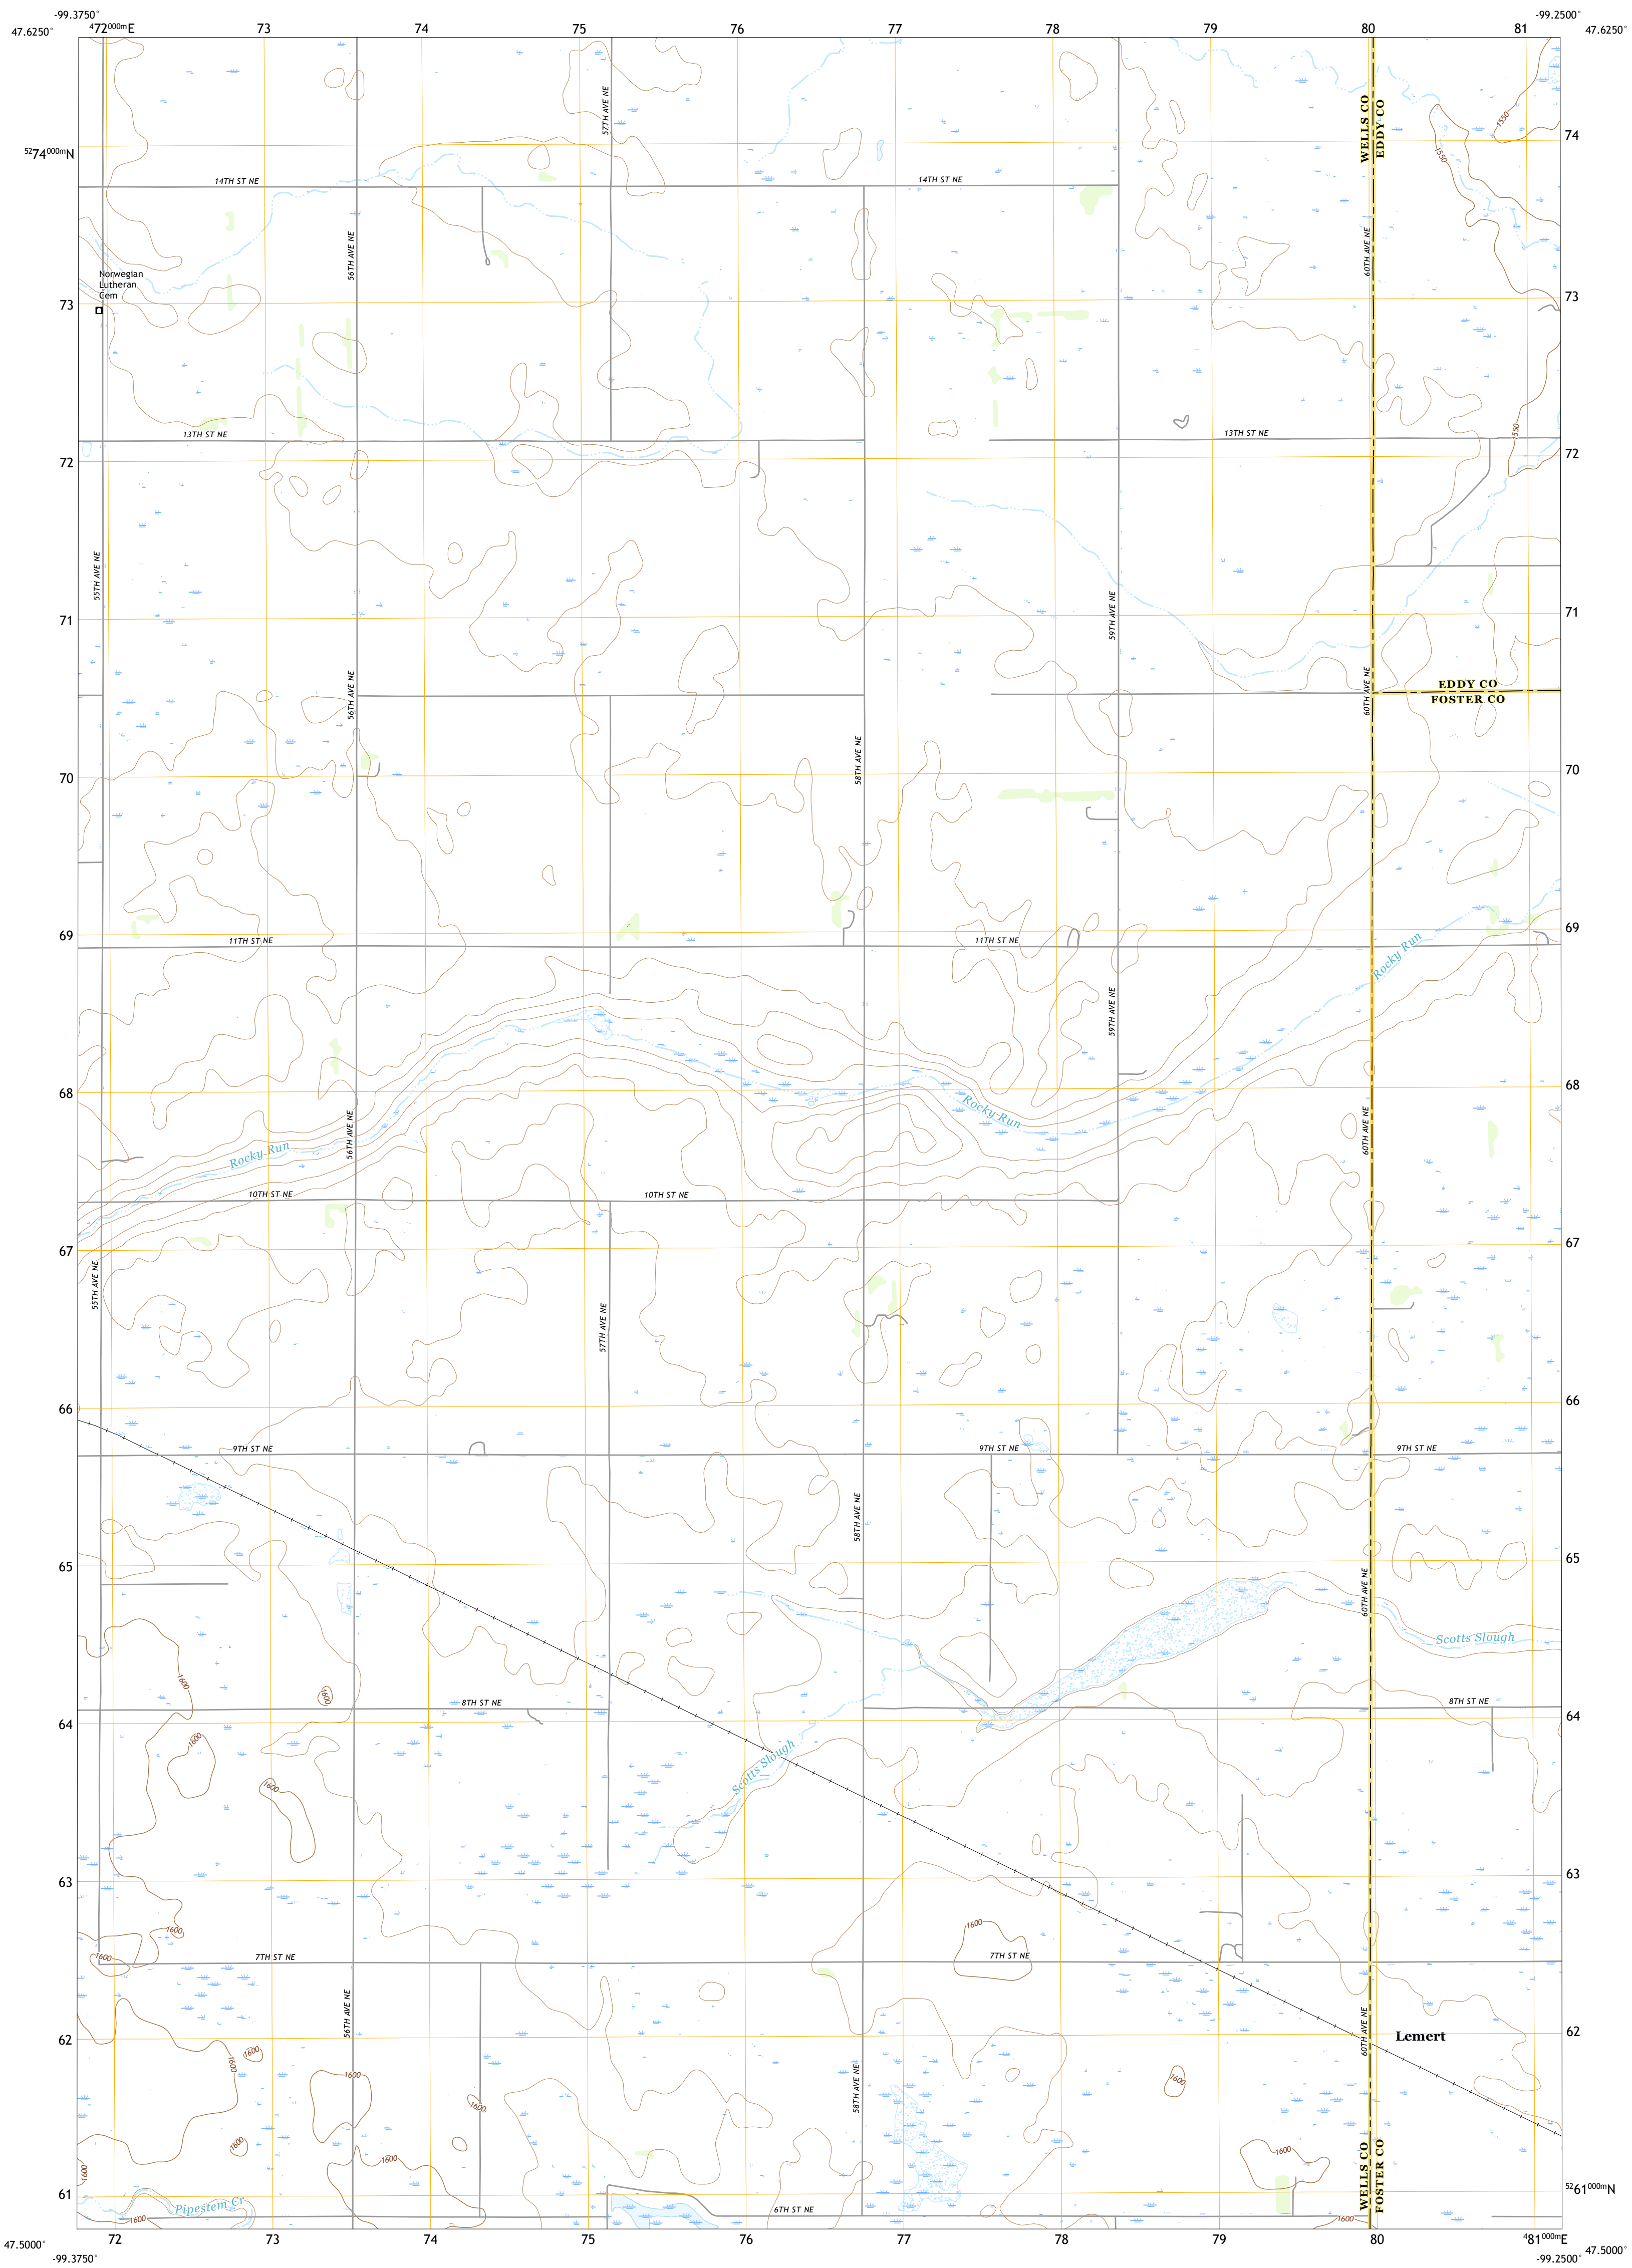 -99.3750°
-99.2500°
47.6250°
⁴72⁰⁰⁰ᵐE
73
74
75
76
77
78
79
80
81
47.6250°
WELLS CO
EDDY CO
57TH AVE NE
1550
1550
⁵²74⁰⁰⁰ᵐN
74
14TH ST NE
14TH ST NE
56TH AVE NE
60TH AVE NE
Norwegian
Lutheran
Cem
73
73
13TH ST NE
13TH ST NE
1550
72
72
55TH AVE NE
59TH AVE NE
71
71
56TH AVE NE
60TH AVE NE
EDDY CO
FOSTER CO
58TH AVE NE
70
70
69
69
11TH ST NE
11TH ST NE
Rocky Run
59TH AVE NE
68
68
Rocky Run
56TH AVE NE
60TH AVE NE
Rocky Run
10TH ST NE
10TH ST NE
67
67
55TH AVE NE
57TH AVE NE
66
66
9TH ST NE
9TH ST NE
9TH ST NE
58TH AVE NE
65
65
60TH AVE NE
Scotts Slough
1600
1600
8TH ST NE
8TH ST NE
64
64
1600
Scotts Slough
1600
63
63
1600
1600
1600
7TH ST NE
7TH ST NE
56TH AVE NE
60TH AVE NE
62
62
Lemert
1600
1600
1600
1600
1600
58TH AVE NE
1600
1600
1600
1600
WELLS CO
FOSTER CO
61
⁵²61⁰⁰⁰ᵐN
Pipestem Cr
6TH ST NE
1600
1600
47.5000°
72
73
74
75
76
77
78
79
80
⁴81⁰⁰⁰ᵐE
47.5000°
-99.3750°
-99.2500°